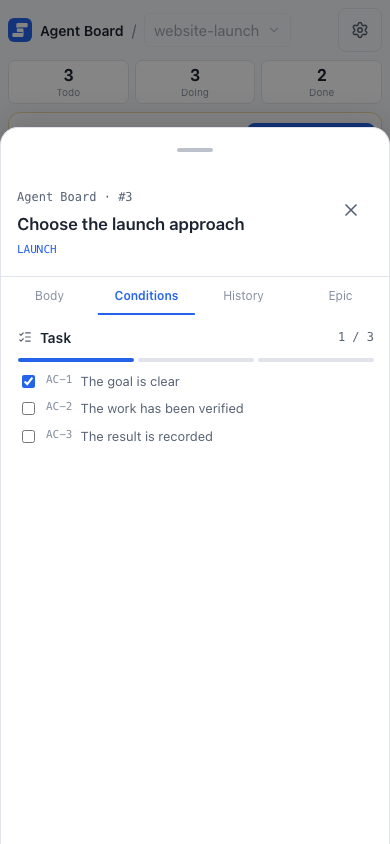 Agent Board / website-launch
3 3 2
Todo Doing Done
Agent Board · #3
Choose the launch approach
LAUNCH
Body Conditions History Epic
Task 1 / 3
AC-1 The goal is clear
AC-2 The work has been verified
AC-3 The result is recorded